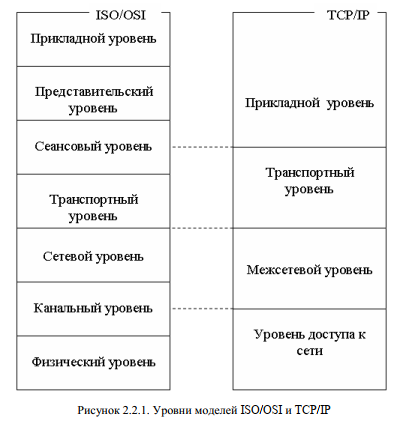 ISO/OSI
Прикладной уровень
Представительский
уровень
Сеансовый уровень
Транспортный
уровень
Сетевой уровень
Канальный уровень
Физический уровень
TCP/IP
Прикладной уровень
Транспортный
уровень
Межсетевой уровень
Уровень доступа к
сети
Рисунок 2.2.1. Уровни моделей ISO/OSI и TCP/IP